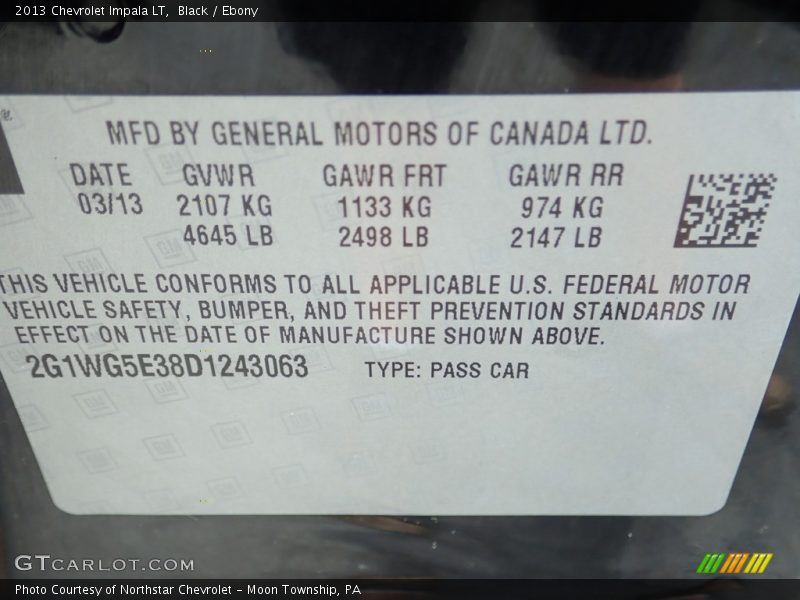 2013 Chevrolet Impala LT, Black / Ebony
MFD BY GENERAL MOTORS OF CANADA LTD.
DATE GVWR GAWR FRT GAWR RR
03/13 2107 KG 1133 KG 974 KG
4645 LB 2498 LB 2147 LB
THIS VEHICLE CONFORMS TO ALL APPLICABLE U.S. FEDERAL MOTOR
VEHICLE SAFETY, BUMPER, AND THEFT PREVENTION STANDARDS IN
EFFECT ON THE DATE OF MANUFACTURE SHOWN ABOVE.
2G1WG5E38D1243063 TYPE: PASS CAR
GTCARLOT.COM
Photo Courtesy of Northstar Chevrolet - Moon Township, PA